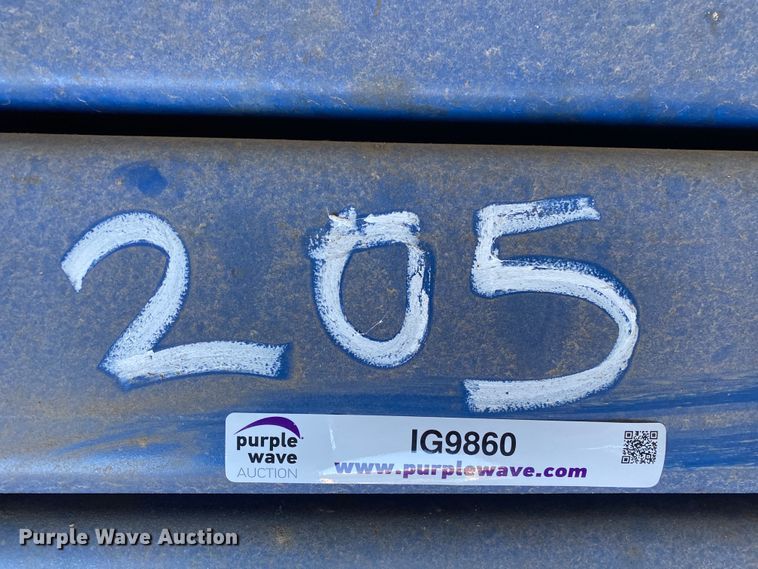 205
purple
wave
AUCTION
IG9860
www.purplewave.com
Purple Wave Auction